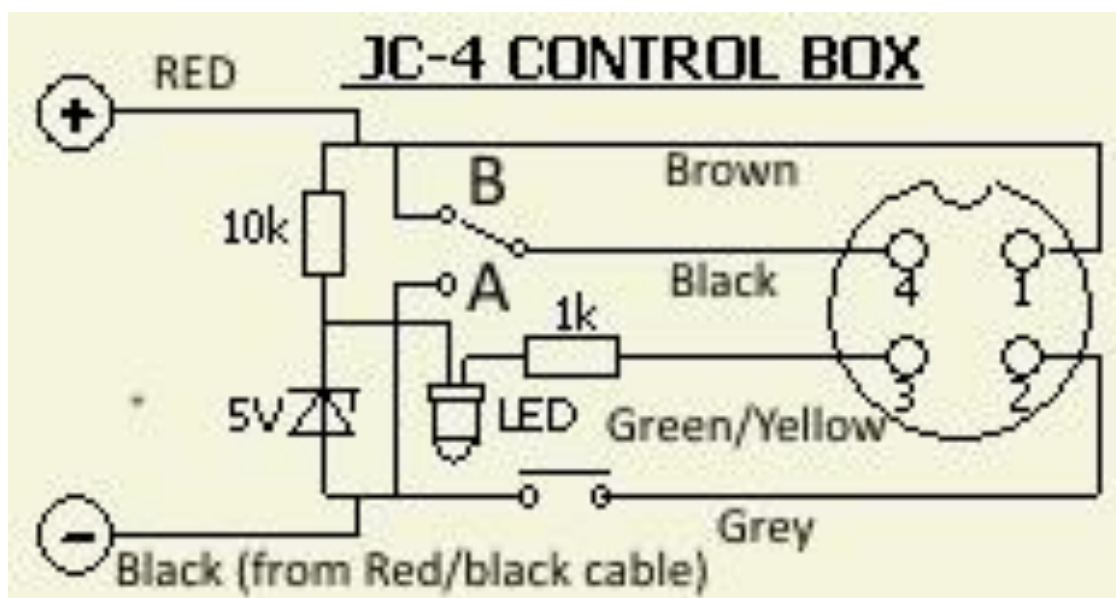 JC-4 CONTROL BOX
RED
+
Brown
B
10k
Black
4 1
A
1k
3 2
5V
LED
Green/Yellow
Grey
-
Black (from Red/black cable)